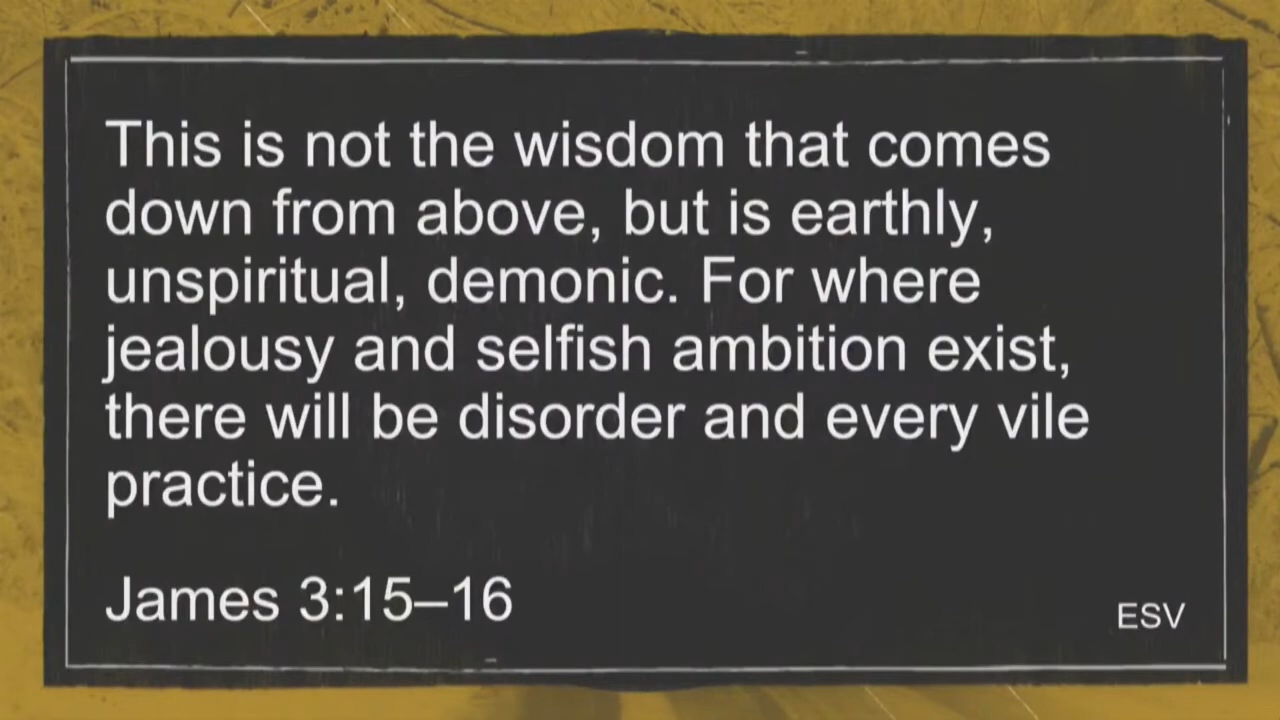 This is not the wisdom that comes
down from above, but is earthly,
unspiritual, demonic. For where
jealousy and selfish ambition exist,
there will be disorder and every vile
practice.
James 3:15–16
ESV